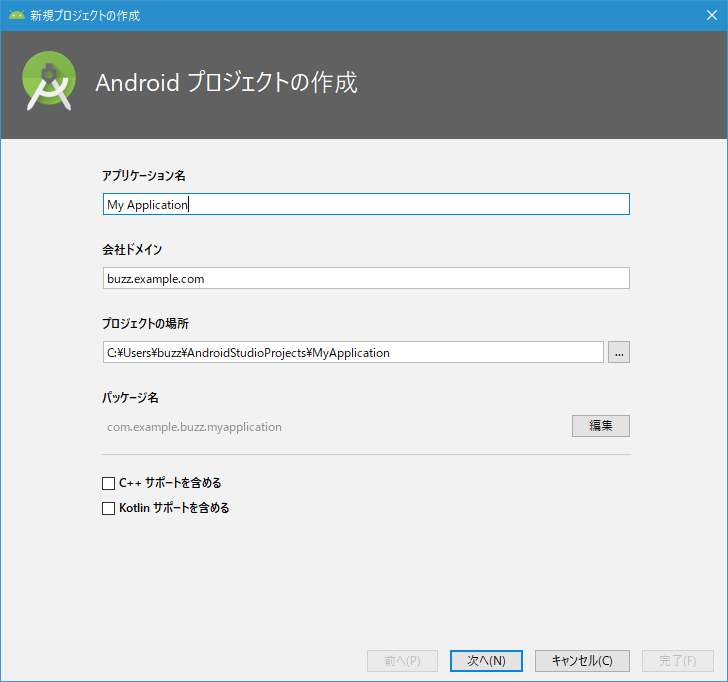 新規プロジェクトの作成
Android プロジェクトの作成
アプリケーション名
My Application
会社ドメイン
buzz.example.com
プロジェクトの場所
C:¥Users¥buzz¥AndroidStudioProjects¥MyApplication
...
パッケージ名
com.example.buzz.myapplication
編集
C++ サポートを含める
Kotlin サポートを含める
前へ(P)
次へ(N)
キャンセル(C)
完了(F)